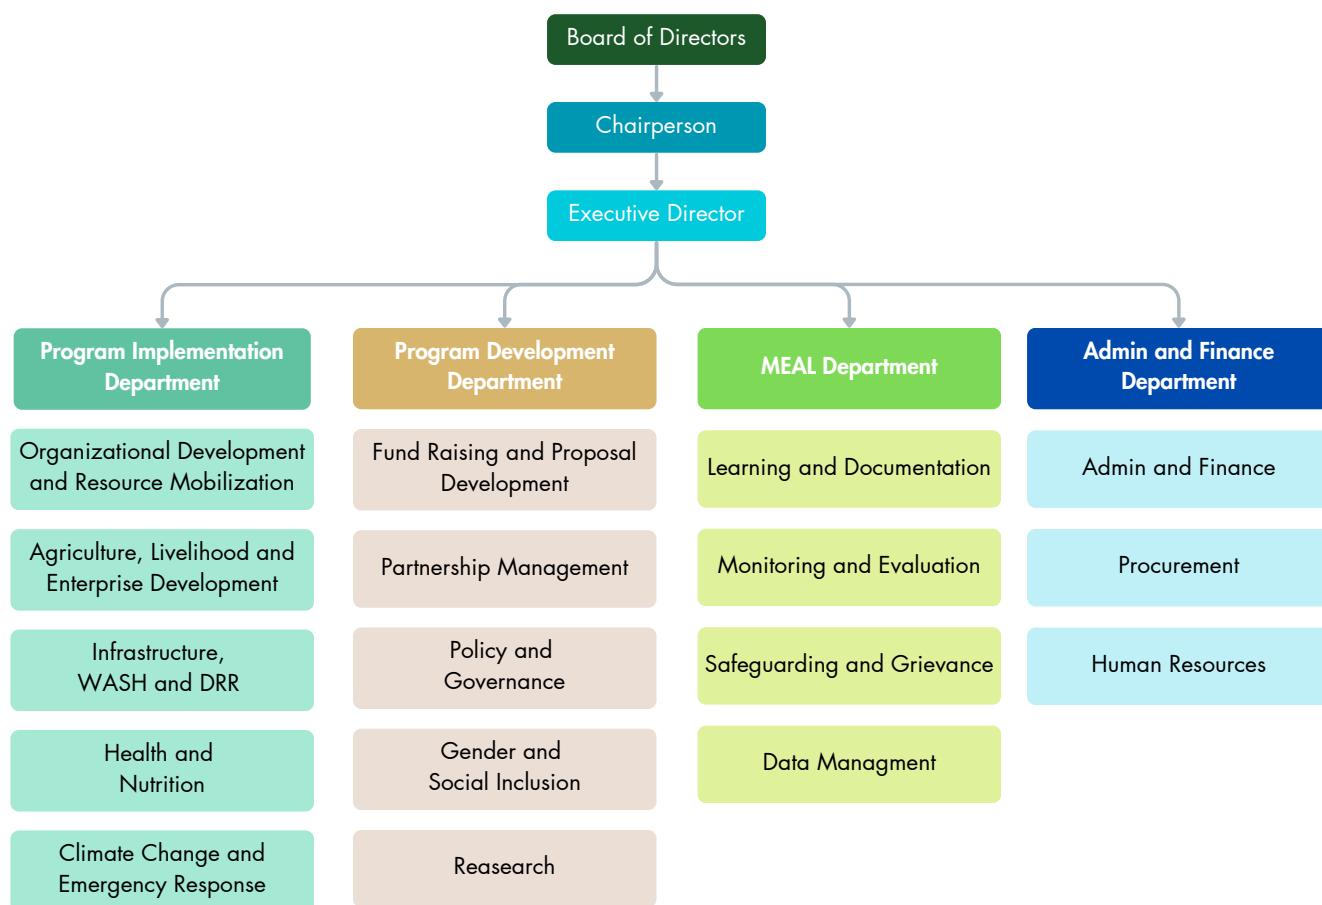 Board of Directors
Chairperson
Executive Director
Program Implementation
Department
Organizational Development
and Resource Mobilization
Agriculture, Livelihood and
Enterprise Development
Infrastructure,
WASH and DRR
Health and
Nutrition
Climate Change and
Emergency Response
Program Development
Department
Fund Raising and Proposal
Development
Partnership Management
Policy and
Governance
Gender and
Social Inclusion
Reasearch
MEAL Department
Learning and Documentation
Monitoring and Evaluation
Safeguarding and Grievance
Data Managment
Admin and Finance
Department
Admin and Finance
Procurement
Human Resources